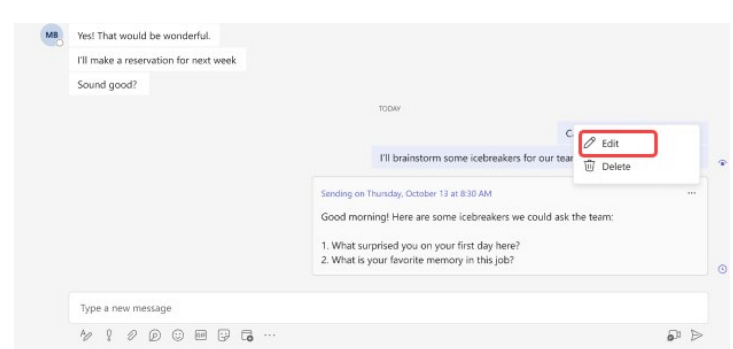 MB
Yes! That would be wonderful.
I'll make a reservation for next week
Sound good?
TODAY
Edit
I'll brainstorm some icebreakers for our
Delete
Sending on Thursday, October 13 at 8:30 AM
...
Good morning! Here are some icebreakers we could ask the team:
1. What surprised you on your first day here?
2. What is your favorite memory in this job?
Type a new message
GIF
...